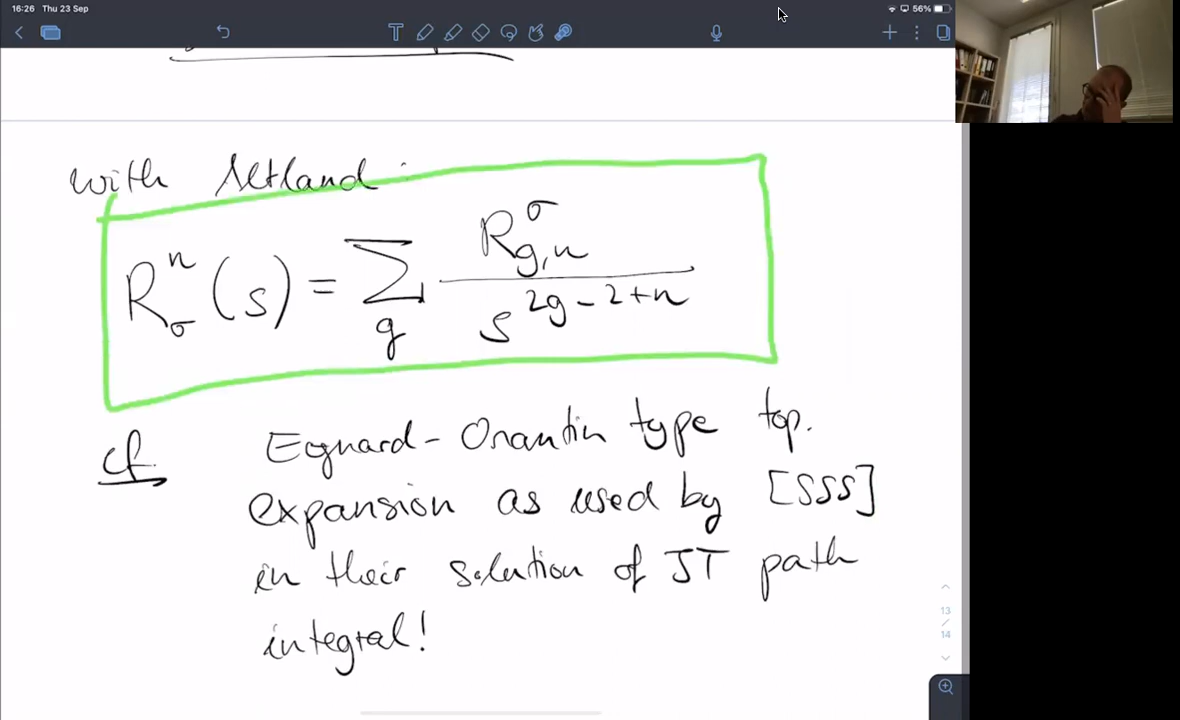 16:26 Thu 23 Sep
56%
with Altland:
R^n_σ(s) = Σ_g R^σ_{g,n} / s^{2g-2+n}
cf. Eynard-Orantin type top.
expansion as used by [SSS]
in their solution of JT path
integral!
13
/
14